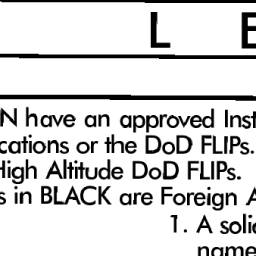 L E
N have an approved Inst
cations or the DoD FLIPs.
High Altitude DoD FLIPs.
s in BLACK are Foreign A
1. A soli
name